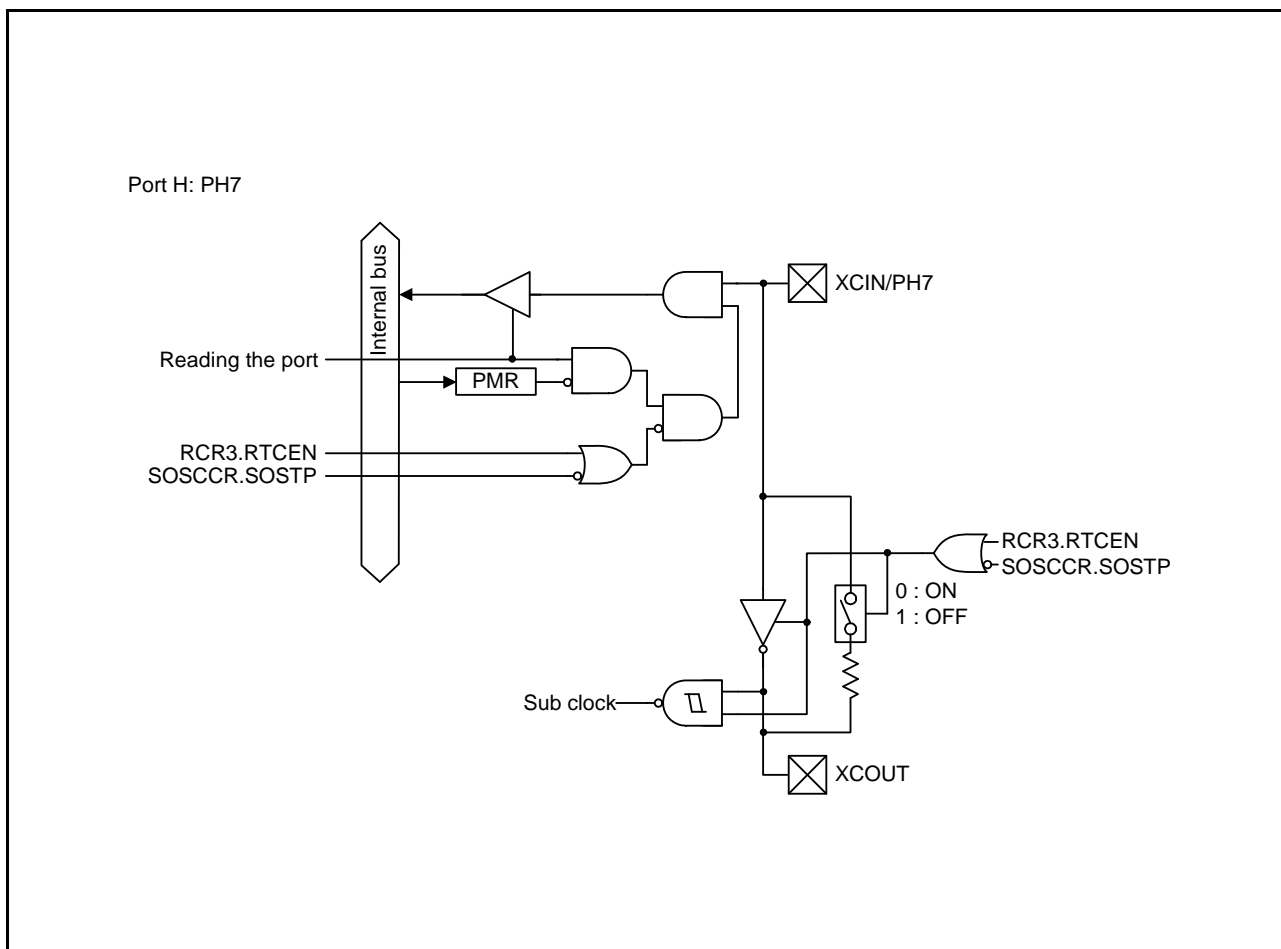 Port H: PH7
Internal bus
XCIN/PH7
Reading the port
PMR
RCR3.RTCEN
SOSCCR.SOSTP
RCR3.RTCEN
SOSCCR.SOSTP
0 : ON
1 : OFF
Sub clock
XCOUT